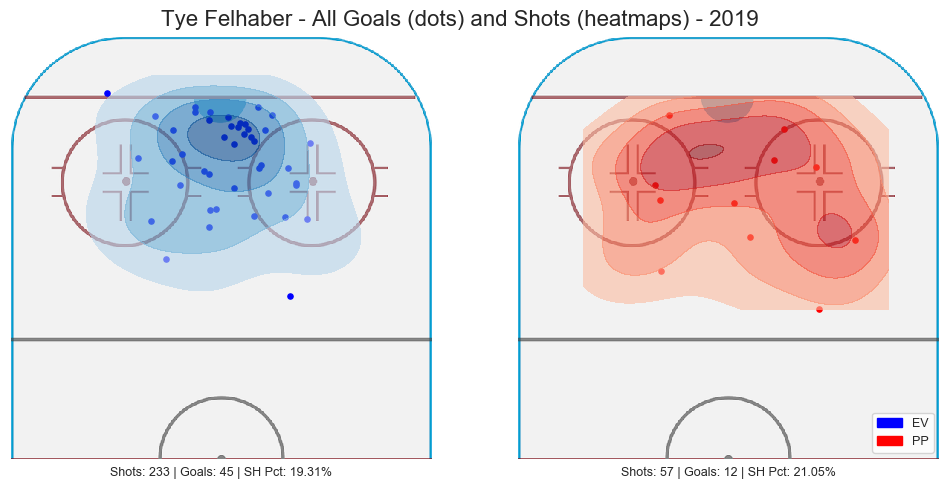 Tye Felhaber - All Goals (dots) and Shots (heatmaps) - 2019
EV
PP
Shots: 233 | Goals: 45 | SH Pct: 19.31%
Shots: 57 | Goals: 12 | SH Pct: 21.05%